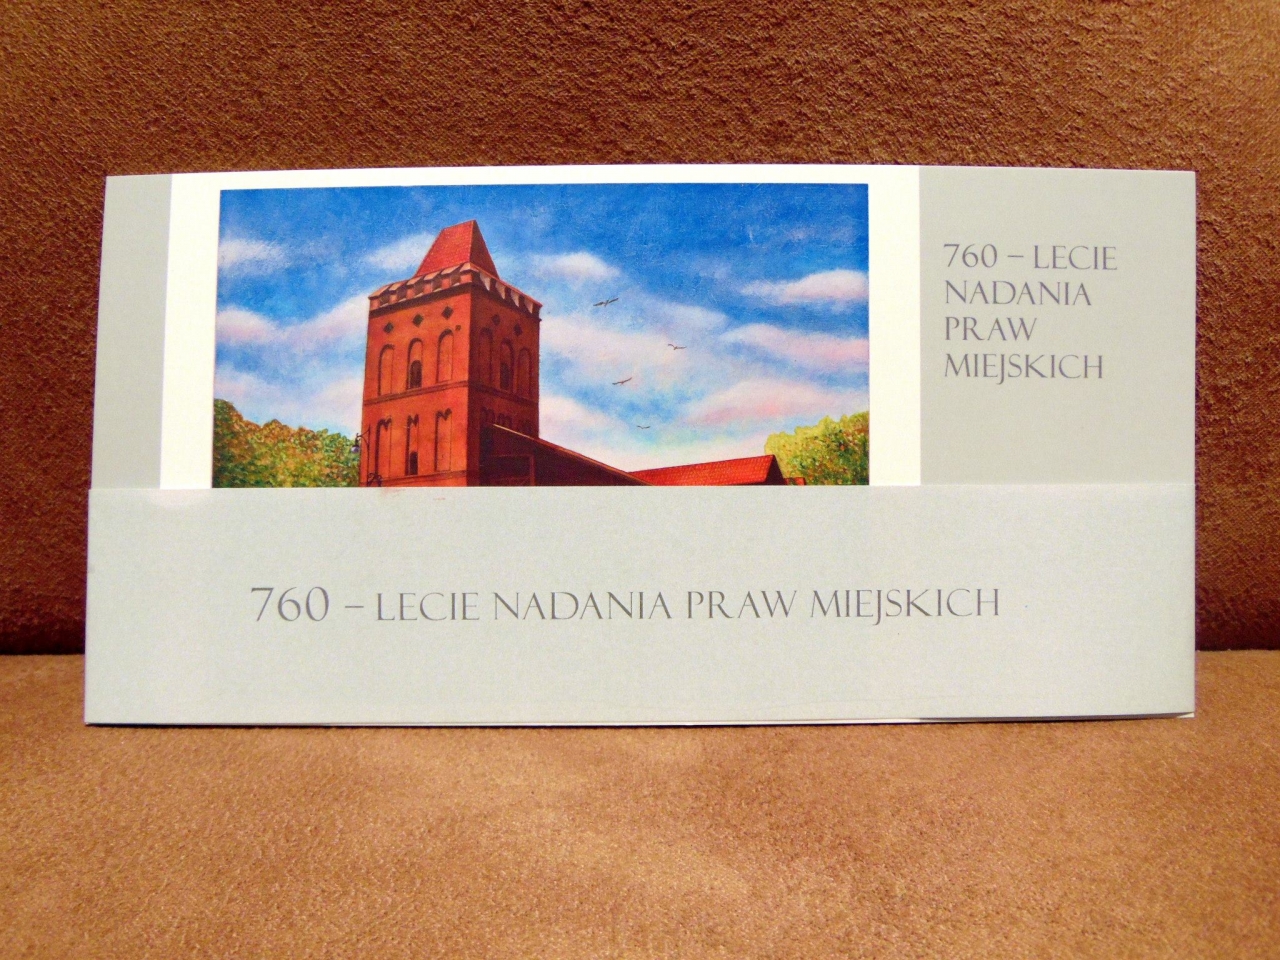 760 – LECIE
NADANIA
PRAW
MIEJSKICH
760 – LECIE NADANIA PRAW MIEJSKICH